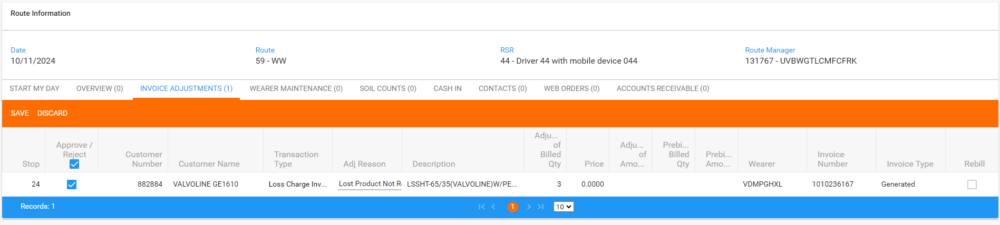 Route Information
Date
10/11/2024
Route
59 - WW
RSR
44 - Driver 44 with mobile device 044
Route Manager
131767 - UVBWGTLCMFCFRK
START MY DAY OVERVIEW (0) INVOICE ADJUSTMENTS (1) WEARER MAINTENANCE (0) SOIL COUNTS (0) CASH IN CONTACTS (0) WEB ORDERS (0) ACCOUNTS RECEIVABLE (0)
SAVE DISCARD
Stop
Approve /
Reject
Customer
Number
Customer Name
Transaction
Type
Adj Reason
Description
Adju...
of
Billed
Qty
Price
Adju...
of
Amo...
Prebi...
Billed
Qty
Prebi...
Amo...
Wearer
Invoice
Number
Invoice Type
Rebill
24 882884 VALVOLINE GE1610 Loss Charge Inv... Lost Product Not R LSSHT-65/35(VALVOLINE)W/PE... 3 0.0000 VDMPGHXL 1010236167 Generated
Records: 1 1 10